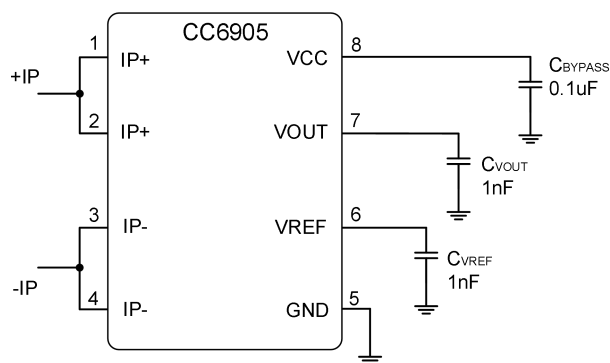 CC6905
1
IP+
VCC
8
CBYPASS
0.1uF
+IP
2
IP+
VOUT
7
CVOUT
1nF
3
IP-
VREF
6
CVREF
1nF
-IP
4
IP-
GND
5